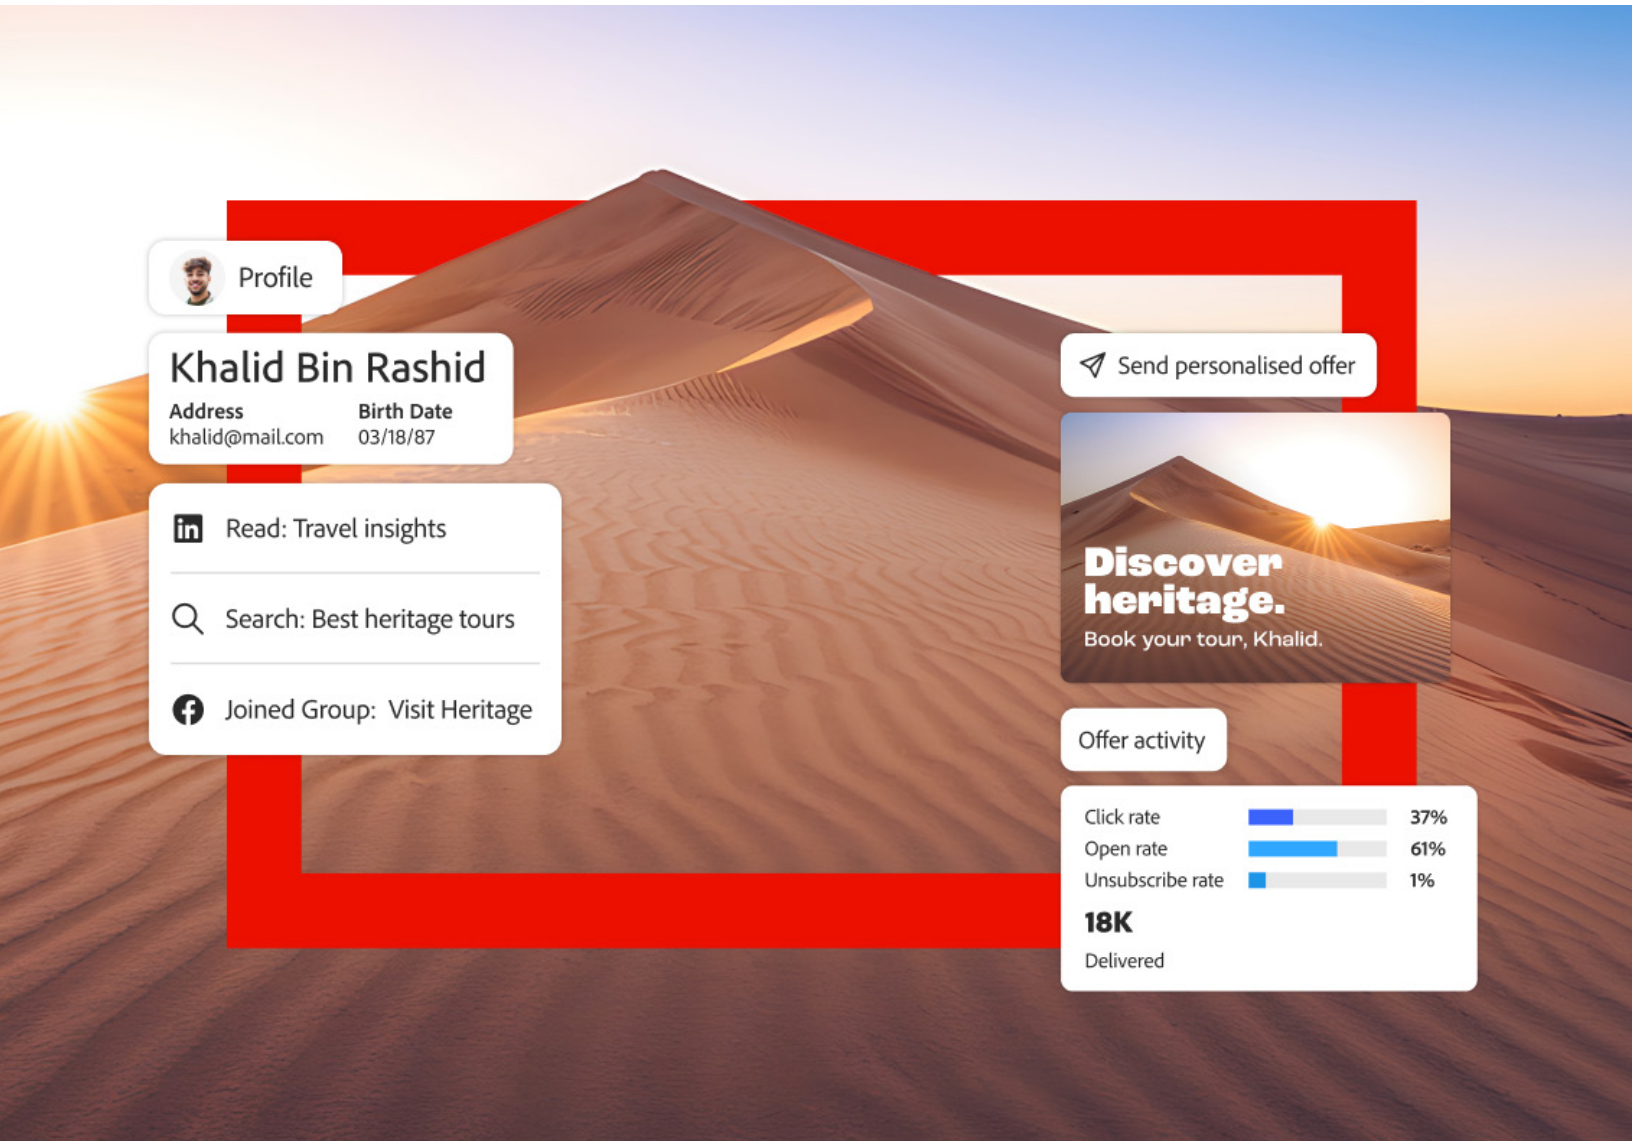 Profile
Khalid Bin Rashid
Address
khalid@mail.com
Birth Date
03/18/87
in Read: Travel insights
Search: Best heritage tours
f Joined Group: Visit Heritage
Send personalised offer
Discover
heritage.
Book your tour, Khalid.
Offer activity
Click rate 37%
Open rate 61%
Unsubscribe rate 1%
18K
Delivered